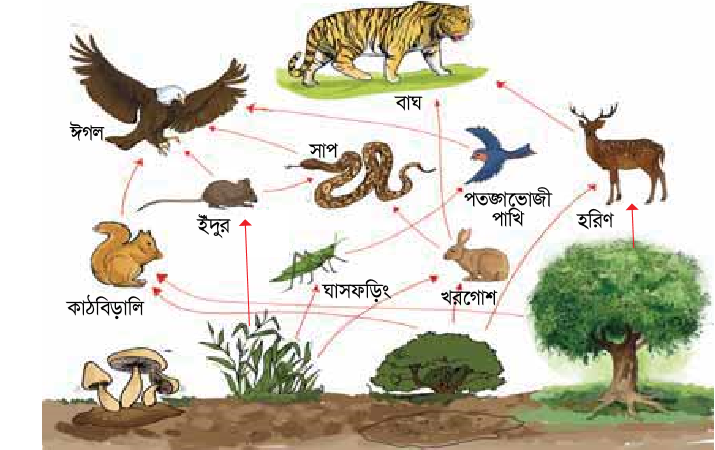 বাঘ
ঈগল
সাপ
পতঙ্গভোজী
পাখি
হরিণ
ইঁদুর
ঘাসফড়িং
খরগোশ
কাঠবিড়ালি